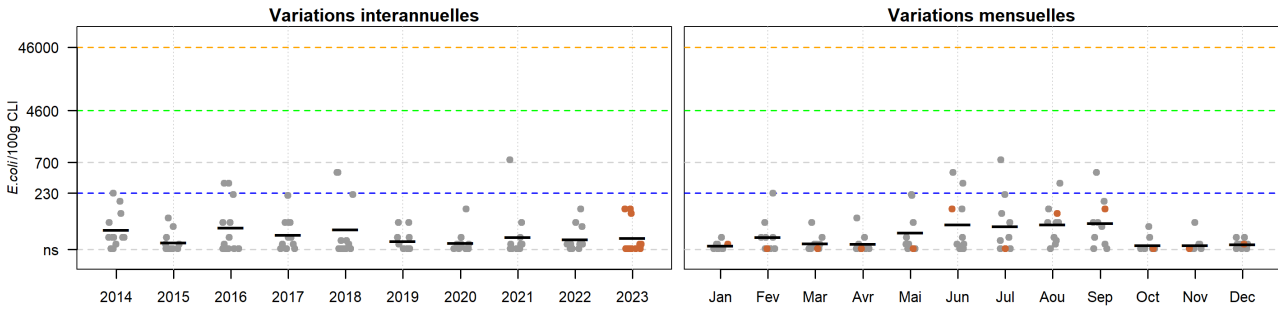 Variations interannuelles
Variations mensuelles
E.coli/100g CLI
46000
4600
700
230
ns
2014 2015 2016 2017 2018 2019 2020 2021 2022 2023
Jan Fev Mar Avr Mai Jun Jul Aou Sep Oct Nov Dec